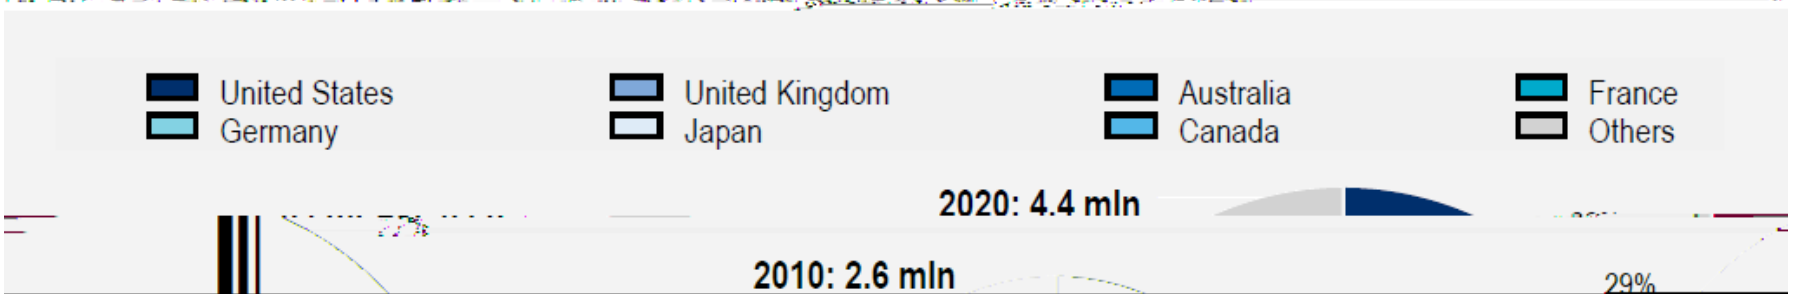 United States United Kingdom Australia France
Germany Japan Canada Others
2020: 4.4 mln
2010: 2.6 mln
29%